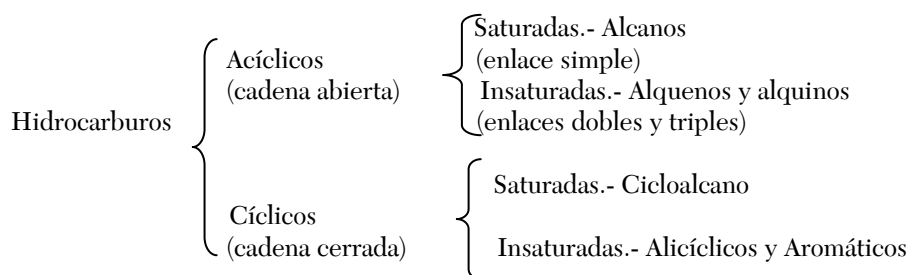 Hidrocarburos
Acíclicos
(cadena abierta)
Saturadas.- Alcanos
(enlace simple)
Insaturadas.- Alquenos y alquinos
(enlaces dobles y triples)
Cíclicos
(cadena cerrada)
Saturadas.- Cicloalcano
Insaturadas.- Alicíclicos y Aromáticos